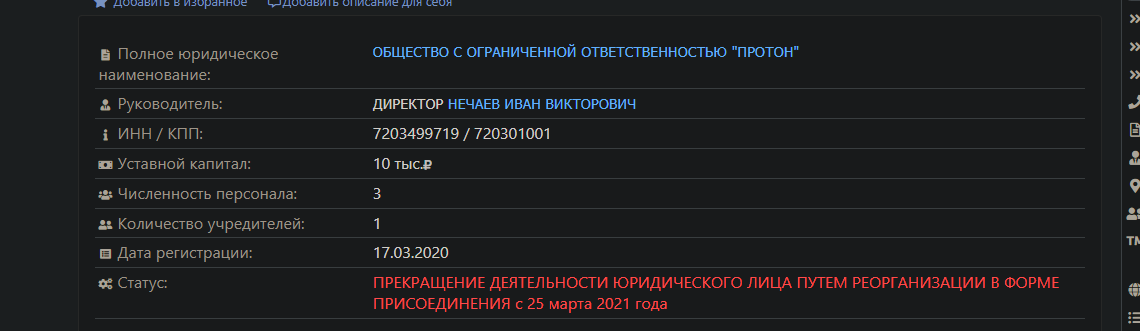 Добавить в избранное Добавить описание для себя
Полное юридическое ОБЩЕСТВО С ОГРАНИЧЕННОЙ ОТВЕТСТВЕННОСТЬЮ "ПРОТОН"
наименование:
Руководитель: ДИРЕКТОР НЕЧАЕВ ИВАН ВИКТОРОВИЧ
ИНН / КПП: 7203499719 / 720301001
Уставной капитал: 10 тыс.₽
Численность персонала: 3
Количество учредителей: 1
Дата регистрации: 17.03.2020
Статус: ПРЕКРАЩЕНИЕ ДЕЯТЕЛЬНОСТИ ЮРИДИЧЕСКОГО ЛИЦА ПУТЕМ РЕОРГАНИЗАЦИИ В ФОРМЕ
ПРИСОЕДИНЕНИЯ с 25 марта 2021 года